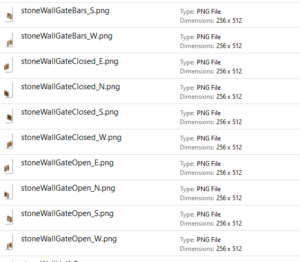 stoneWallGateBars_S.png Type: PNG File
Dimensions: 256 x 512
stoneWallGateBars_W.png Type: PNG File
Dimensions: 256 x 512
stoneWallGateClosed_E.png Type: PNG File
Dimensions: 256 x 512
stoneWallGateClosed_N.png Type: PNG File
Dimensions: 256 x 512
stoneWallGateClosed_S.png Type: PNG File
Dimensions: 256 x 512
stoneWallGateClosed_W.png Type: PNG File
Dimensions: 256 x 512
stoneWallGateOpen_E.png Type: PNG File
Dimensions: 256 x 512
stoneWallGateOpen_N.png Type: PNG File
Dimensions: 256 x 512
stoneWallGateOpen_S.png Type: PNG File
Dimensions: 256 x 512
stoneWallGateOpen_W.png Type: PNG File
Dimensions: 256 x 512